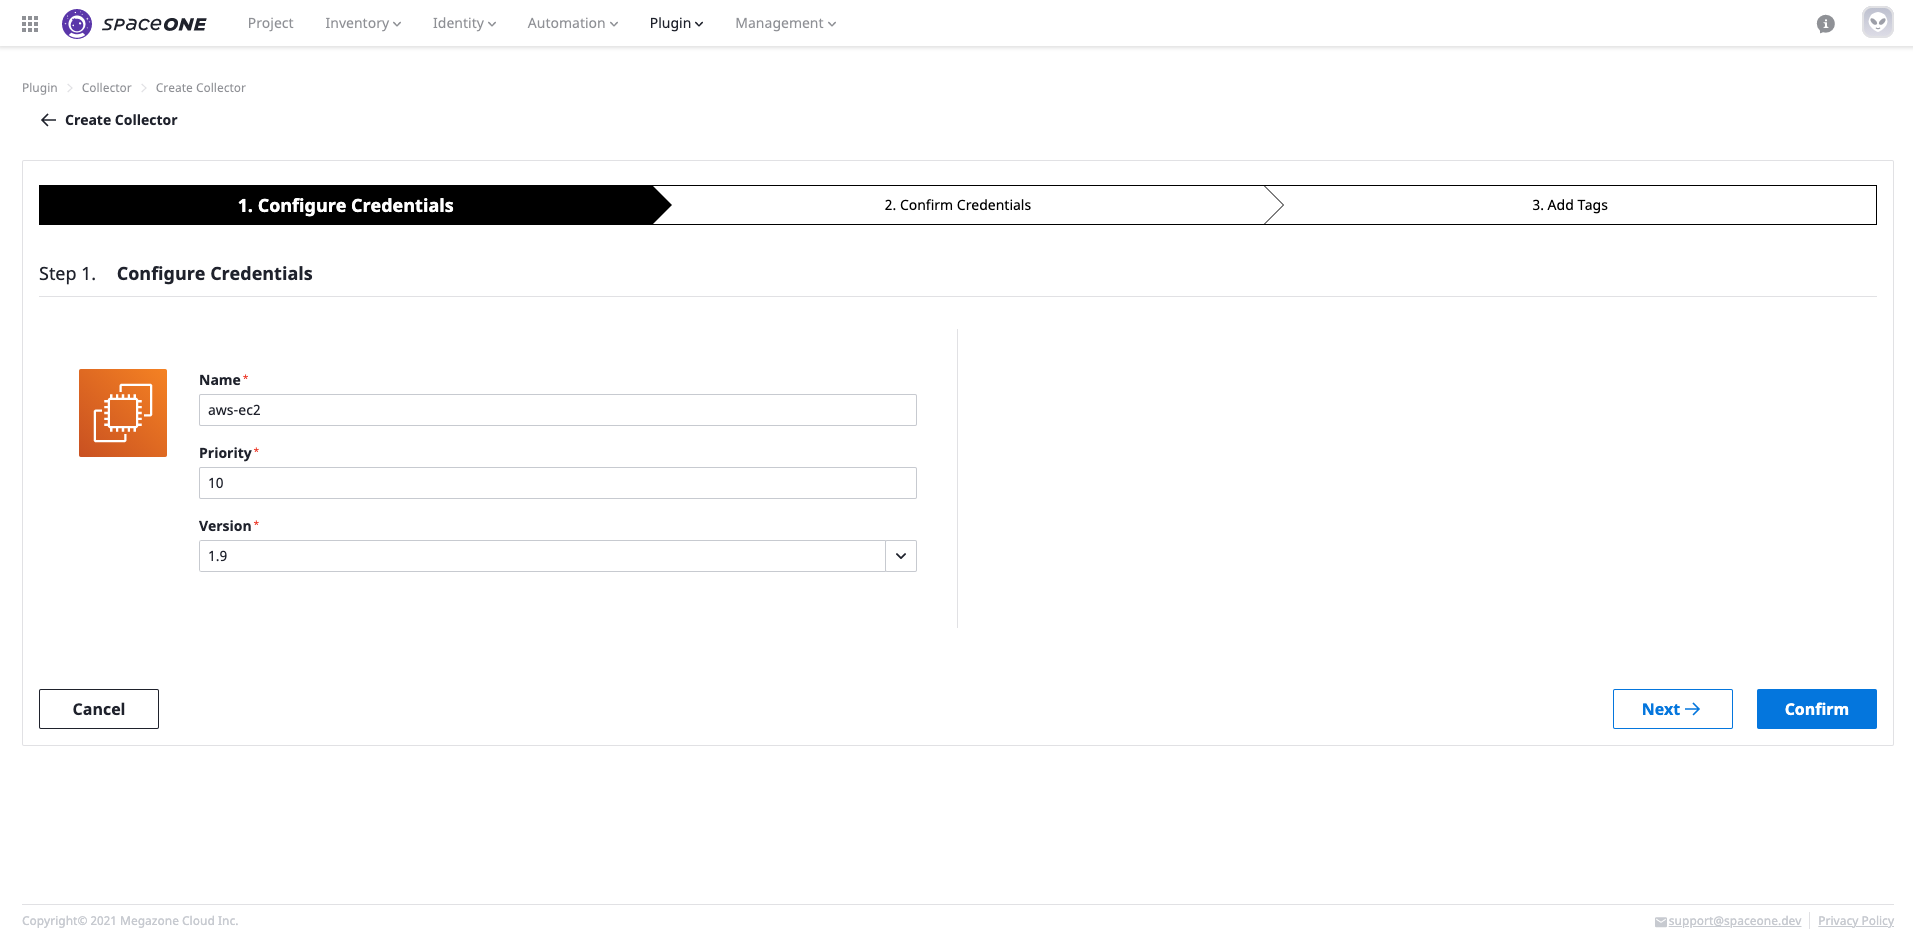 spaceONE Project Inventory Identity Automation Plugin Management
Plugin Collector Create Collector
Create Collector
1. Configure Credentials 2. Confirm Credentials 3. Add Tags
Step 1. Configure Credentials
Name*
aws-ec2
Priority*
10
Version*
1.9
Cancel Next Confirm
Copyright© 2021 Megazone Cloud Inc. support@spaceone.dev Privacy Policy